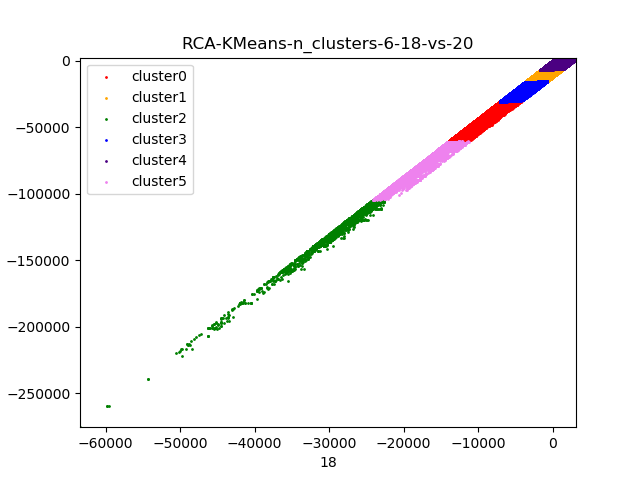 RCA-KMeans-n_clusters-6-18-vs-20
0
−50000
−100000
−150000
−200000
−250000
cluster0
cluster1
cluster2
cluster3
cluster4
cluster5
−60000 −50000 −40000 −30000 −20000 −10000 0
18